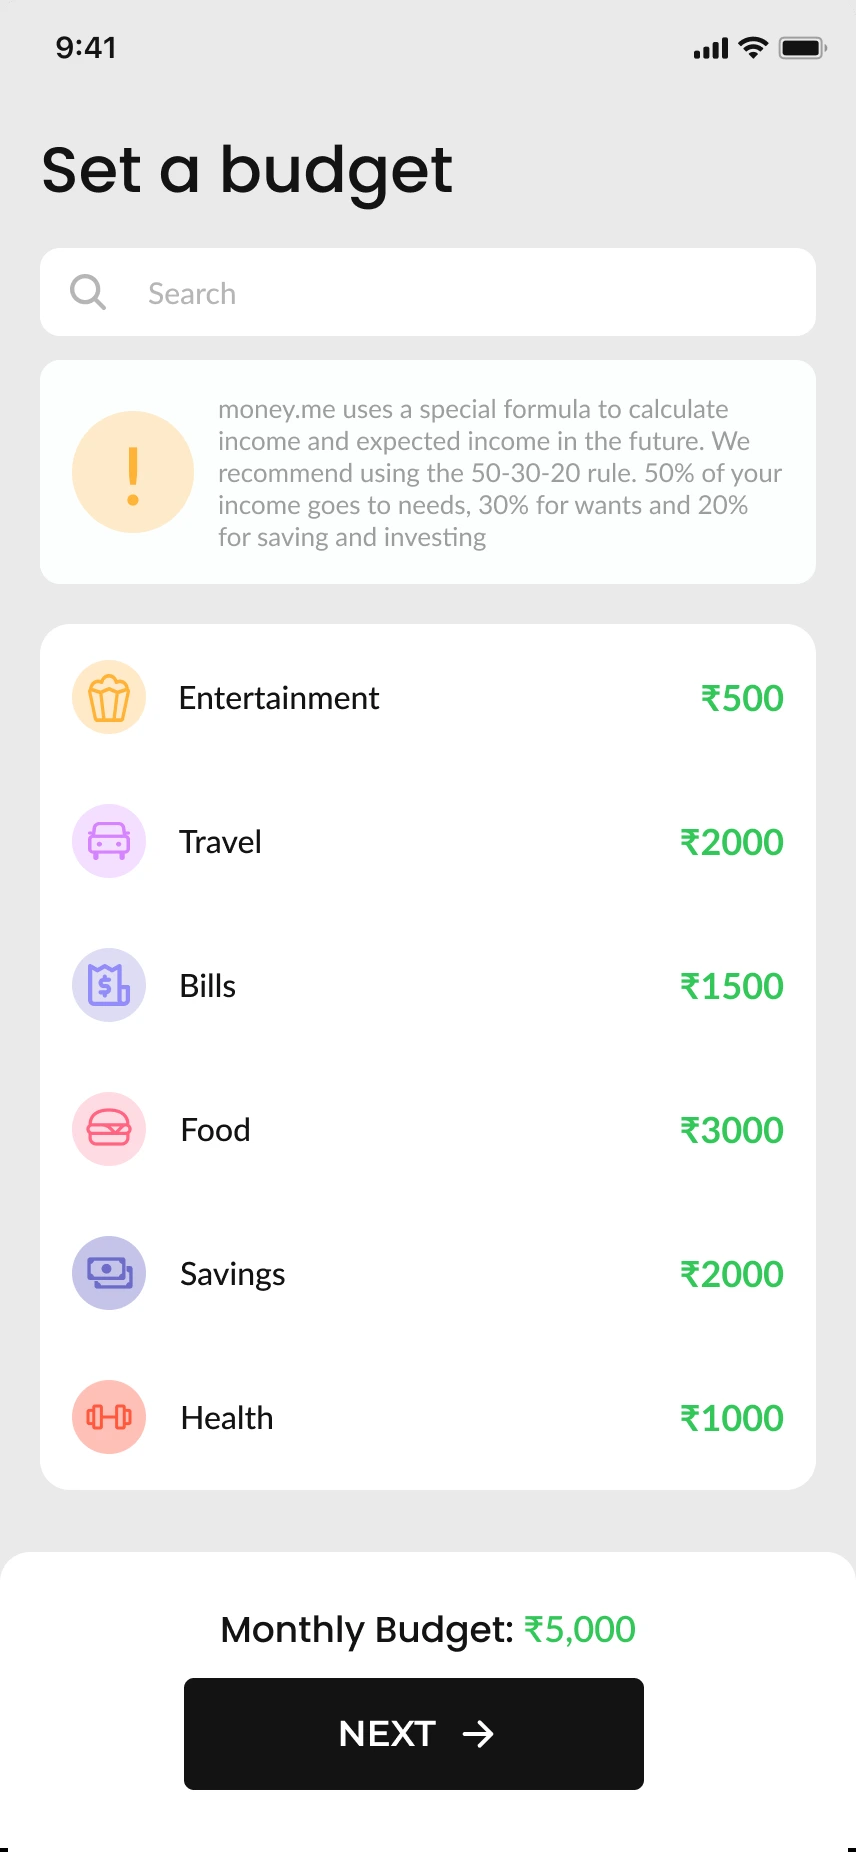 9:41
Set a budget
Search
money.me uses a special formula to calculate
income and expected income in the future. We
recommend using the 50-30-20 rule. 50% of your
income goes to needs, 30% for wants and 20%
for saving and investing
Entertainment ₹500
Travel ₹2000
Bills ₹1500
Food ₹3000
Savings ₹2000
Health ₹1000
Monthly Budget: ₹5,000
NEXT →